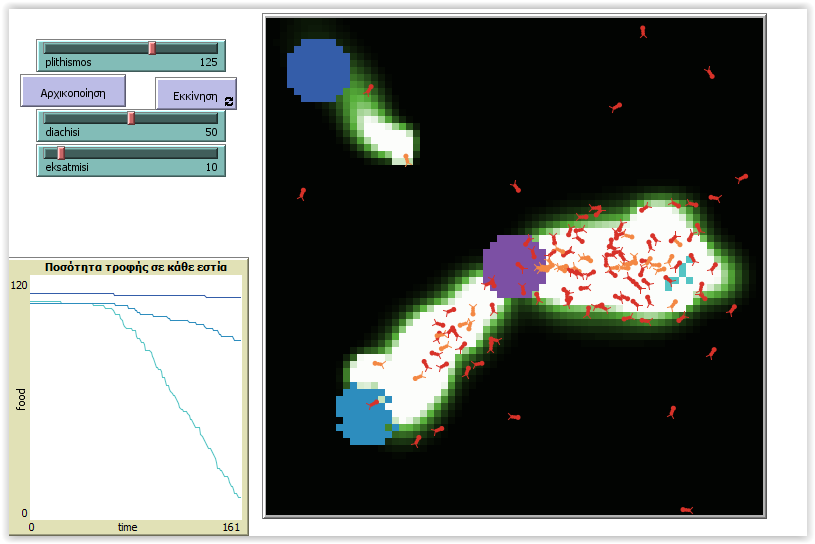 plithismos 125
Αρχικοποίηση
Εκκίνηση
diachisi 50
eksatmisi 10
Ποσότητα τροφής σε κάθε εστία
120
food
0
0 time 161